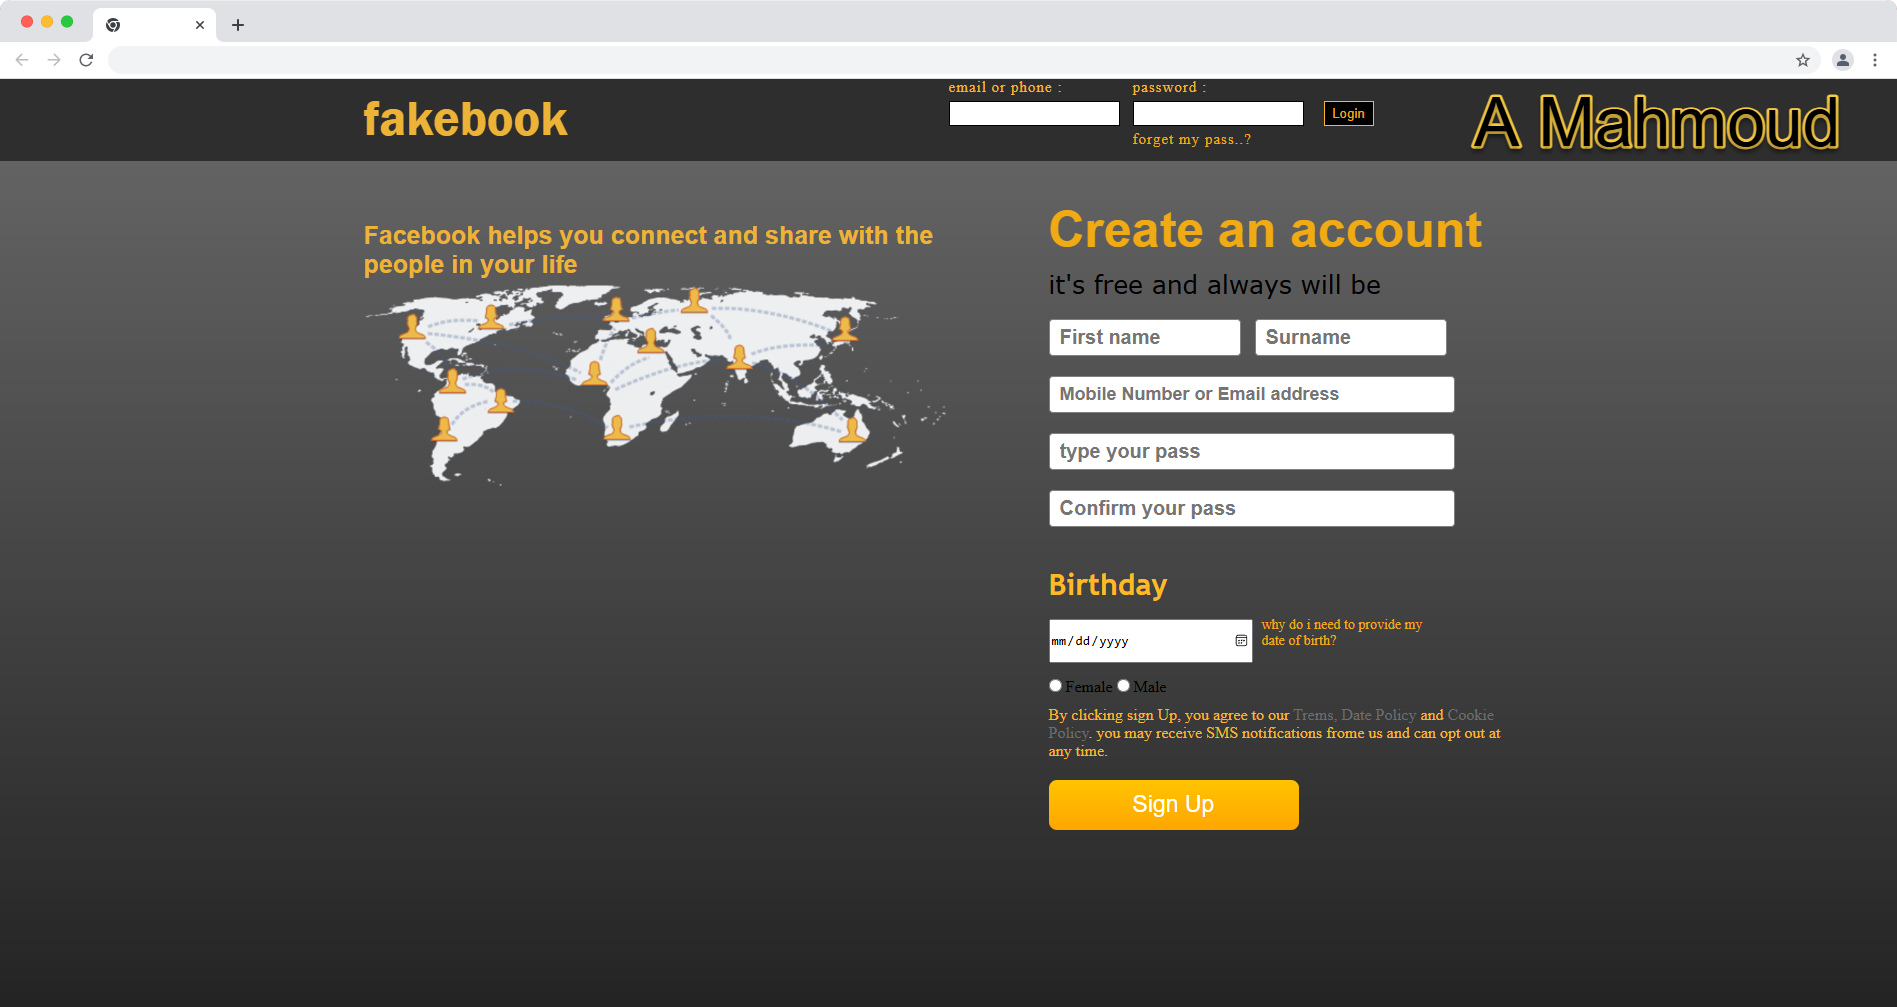 fakebook
email or phone :
password :
Login
forget my pass..?
A Mahmoud
Facebook helps you connect and share with the
people in your life
Create an account
it's free and always will be
First name
Surname
Mobile Number or Email address
type your pass
Confirm your pass
Birthday
mm/dd/yyyy
why do i need to provide my
date of birth?
Female Male
By clicking sign Up, you agree to our Trems, Date Policy and Cookie
Policy. you may receive SMS notifications frome us and can opt out at
any time.
Sign Up